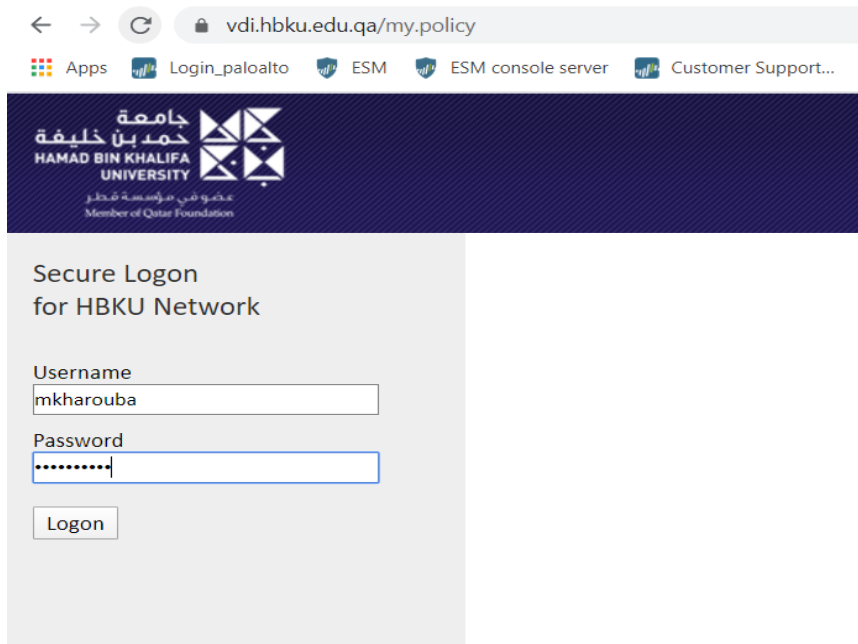 vdi.hbku.edu.qa/my.policy
Apps Login_paloalto ESM ESM console server Customer Support...
جامعة
حمد بن خليفة
HAMAD BIN KHALIFA
UNIVERSITY
عضو في مؤسسة قطر
Member of Qatar Foundation
Secure Logon
for HBKU Network
Username
mkharouba
Password
••••••••••
Logon